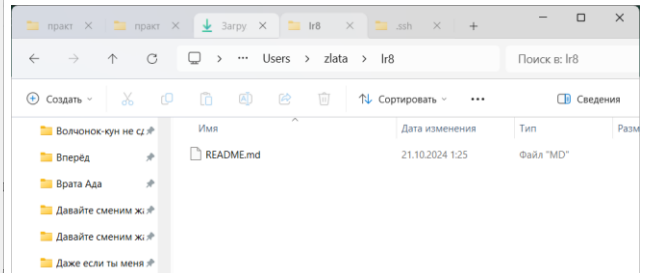 практ практ Загру lr8 .ssh
Users zlata lr8 Поиск в: lr8
Создать Сортировать Сведения
Имя Дата изменения Тип Разм
Волчонок-кун не сд
README.md 21.10.2024 1:25 Файл "MD"
Вперёд
Врата Ада
Давайте сменим жа
Давайте сменим жа
Даже если ты меня